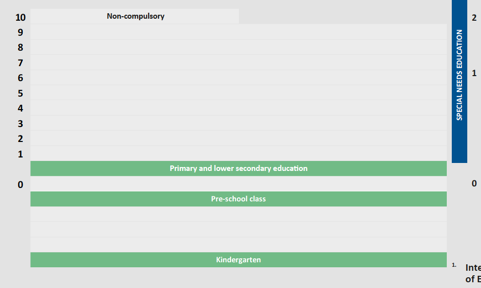 10 Non-compulsory
9
8
7
6
5
4
3
2
1
Primary and lower secondary education
0
Pre-school class
Kindergarten
SPECIAL NEEDS EDUCATION
2
1
0
1.
Inte
of E